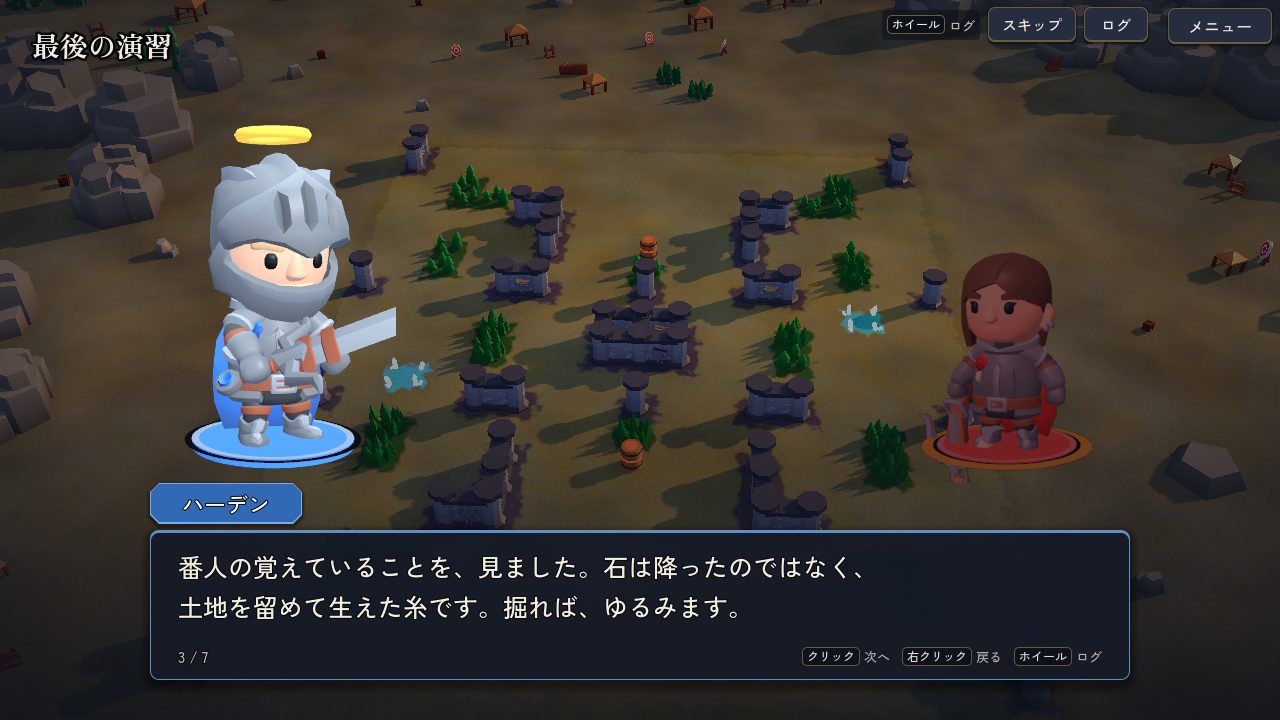 最後の演習
ホイール ログ スキップ ログ メニュー
ハーデン
番人の覚えていることを、見ました。石は降ったのではなく、
土地を留めて生えた糸です。掘れば、ゆるみます。
3 / 7
クリック 次へ 右クリック 戻る ホイール ログ